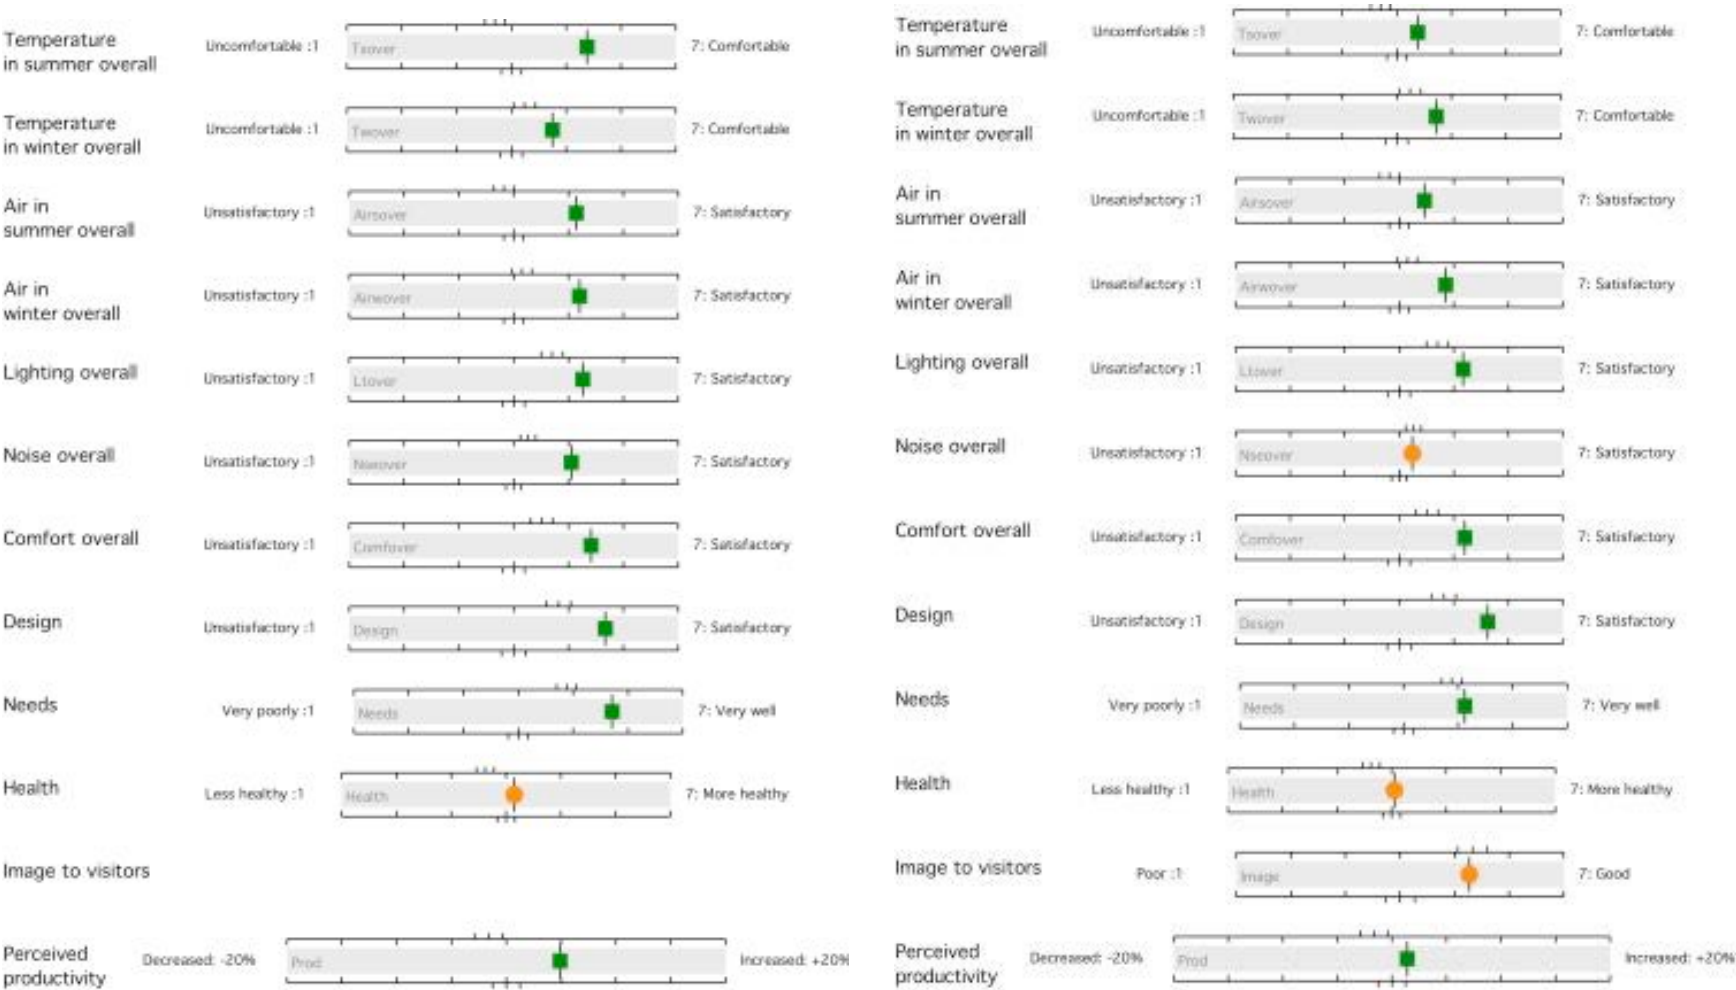 Temperature
in summer overall
Uncomfortable :1
Tsover
7: Comfortable
Temperature
in winter overall
Uncomfortable :1
Twover
7: Comfortable
Air in
summer overall
Unsatisfactory :1
Airsover
7: Satisfactory
Air in
winter overall
Unsatisfactory :1
Airwover
7: Satisfactory
Lighting overall
Unsatisfactory :1
Ltover
7: Satisfactory
Noise overall
Unsatisfactory :1
Nseover
7: Satisfactory
Comfort overall
Unsatisfactory :1
Comfover
7: Satisfactory
Design
Unsatisfactory :1
Design
7: Satisfactory
Needs
Very poorly :1
Needs
7: Very well
Health
Less healthy :1
Health
7: More healthy
Image to visitors
Perceived
productivity
Decreased: -20%
Prod
Increased: +20%
Temperature
in summer overall
Uncomfortable :1
Tsover
7: Comfortable
Temperature
in winter overall
Uncomfortable :1
Twover
7: Comfortable
Air in
summer overall
Unsatisfactory :1
Airsover
7: Satisfactory
Air in
winter overall
Unsatisfactory :1
Airwover
7: Satisfactory
Lighting overall
Unsatisfactory :1
Ltover
7: Satisfactory
Noise overall
Unsatisfactory :1
Nseover
7: Satisfactory
Comfort overall
Unsatisfactory :1
Comfover
7: Satisfactory
Design
Unsatisfactory :1
Design
7: Satisfactory
Needs
Very poorly :1
Needs
7: Very well
Health
Less healthy :1
Health
7: More healthy
Image to visitors
Poor :1
Image
7: Good
Perceived
productivity
Decreased: -20%
Prod
Increased: +20%